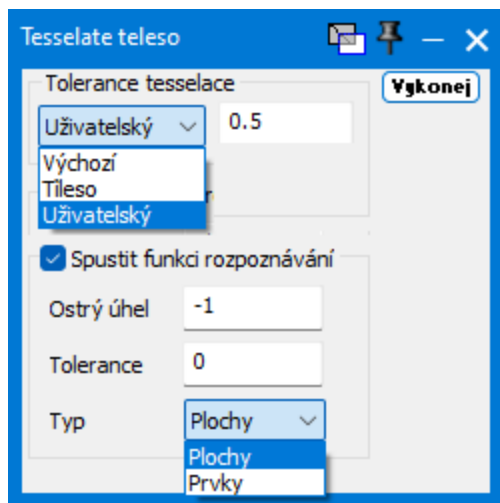 Tesselate teleso
Tolerance tesselace
Vykonej
Uživatelský
0.5
Výchozí
Tíleso
Uživatelský
Spustit funkci rozpoznávání
Ostrý úhel
-1
Tolerance
0
Typ
Plochy
Plochy
Prvky